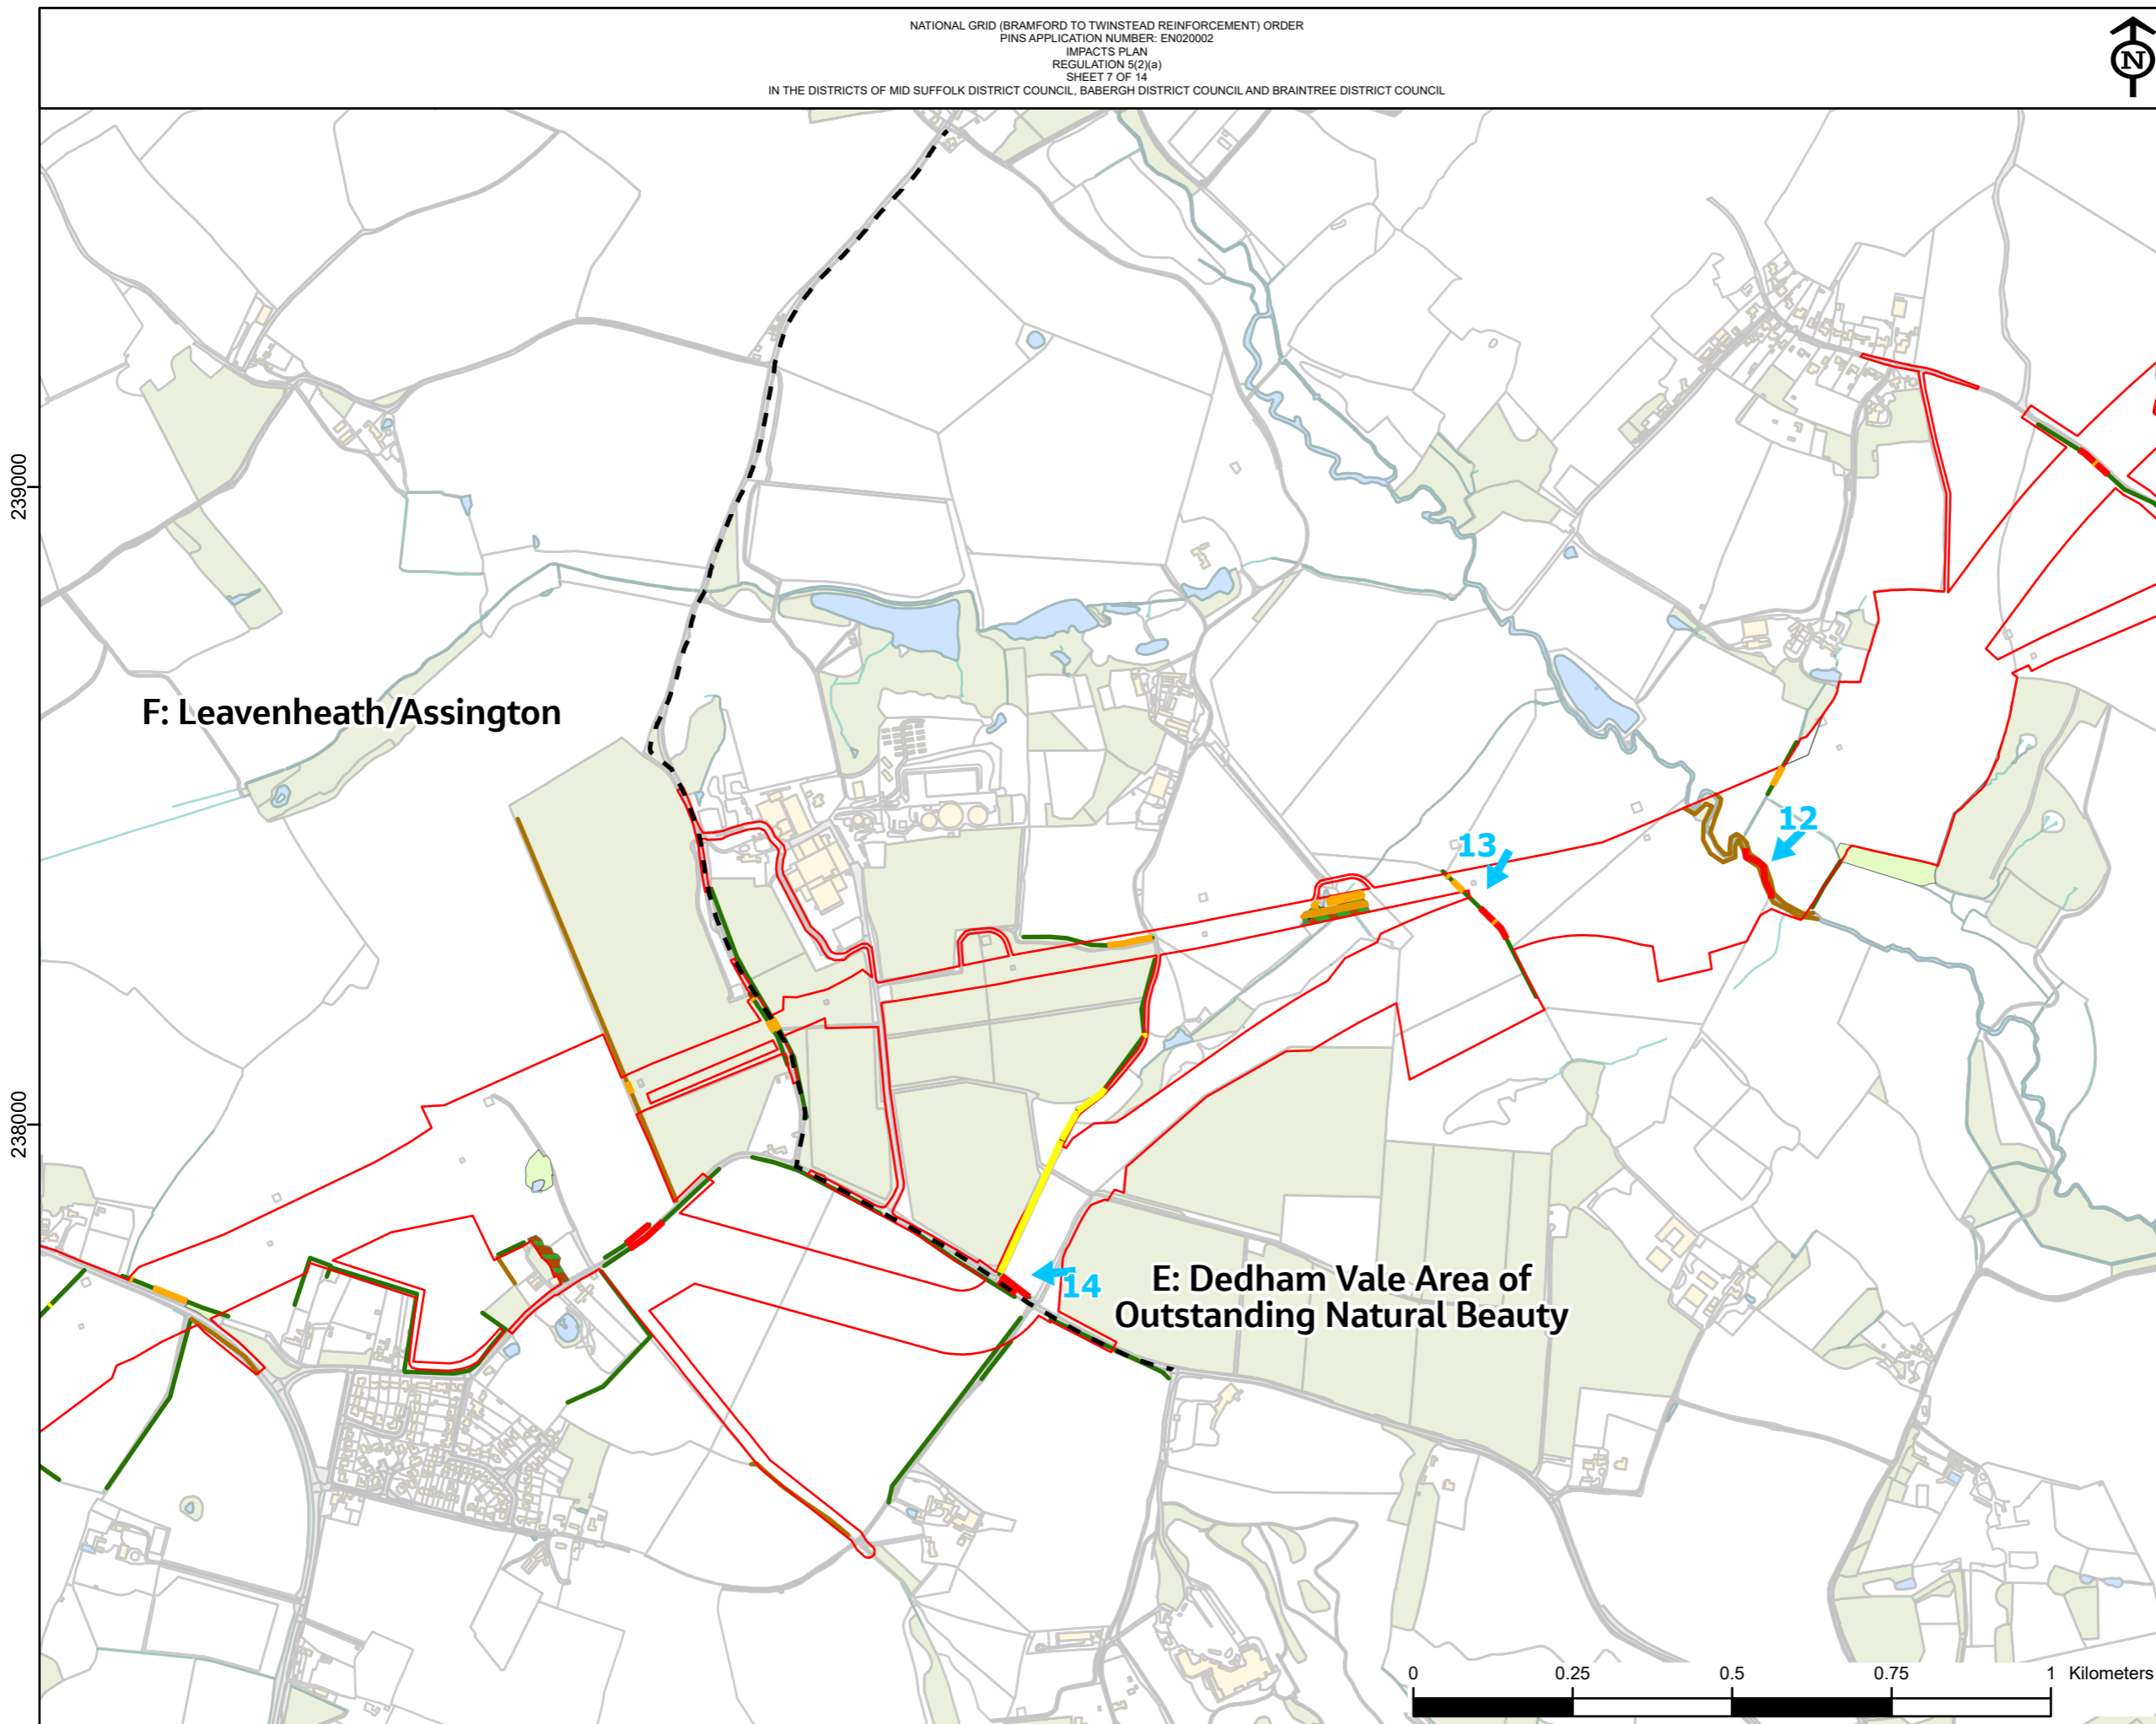 NATIONAL GRID (BRAMFORD TO TWINSTEAD REINFORCEMENT) ORDER
PINS APPLICATION NUMBER: EN020002
IMPACTS PLAN
REGULATION 5(2)(a)
SHEET 7 OF 14
IN THE DISTRICTS OF MID SUFFOLK DISTRICT COUNCIL, BABERGH DISTRICT COUNCIL AND BRAINTREE DISTRICT COUNCIL
N
239000
F: Leavenheath/Assington
12
13
238000
14
E: Dedham Vale Area of
Outstanding Natural Beauty
0 0.25 0.5 0.75 1 Kilometers